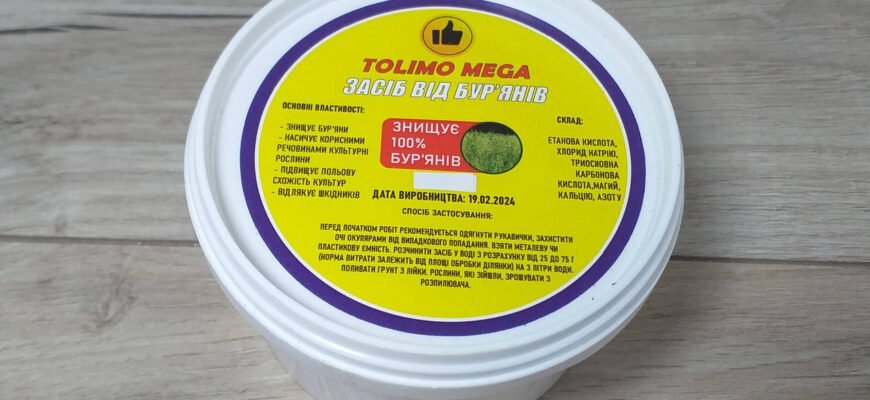 TOLIMO MEGA
ЗАСІБ ВІД БУР'ЯНІВ
ОСНОВНІ ВЛАСТИВОСТІ:
- ЗНИЩУЄ БУР'ЯНИ
- НАСИЧУЄ КОРИСНИМИ
РЕЧОВИНАМИ КУЛЬТУРНІ
РОСЛИНИ
- ПІДВИЩУЄ ПОЛЬОВУ
СХОЖІСТЬ КУЛЬТУР
- ВІДЛЯКУЄ ШКІДНИКІВ
ЗНИЩУЄ
100%
БУР'ЯНІВ
СКЛАД:
ЕТАНОВА КИСЛОТА,
ХЛОРИД НАТРІЮ,
ТРИОСНОВНА
КАРБОНОВА
КИСЛОТА,МАГИЙ,
КАЛЬЦІЮ, АЗОТУ
ДАТА ВИРОБНИЦТВА: 19.02.2024
СПОСІБ ЗАСТОСУВАННЯ:
ПЕРЕД ПОЧАТКОМ РОБІТ РЕКОМЕНДУЄТЬСЯ ОДЯГНУТИ РУКАВИЧКИ, ЗАХИСТИТИ
ОЧІ ОКУЛЯРАМИ ВІД ВИПАДКОВОГО ПОПАДАННЯ. ВЗЯТИ МЕТАЛЕВУ ЧИ
ПЛАСТИКОВУ ЄМНІСТЬ. РОЗЧИНИТИ ЗАСІБ У ВОДІ З РОЗРАХУНКУ ВІД 25 ДО 75 Г
(НОРМА ВИТРАТИ ЗАЛЕЖИТЬ ВІД ПЛОЩІ ОБРОБКИ ДІЛЯНКИ) НА 3 ЛІТРИ ВОДИ.
ПОЛИВАТИ ГРУНТ З ЛІЙКИ. РОСЛИНИ, ЯКІ ЗІЙШЛИ, ЗРОШУВАТИ З
РОЗПИЛЮВАЧА.